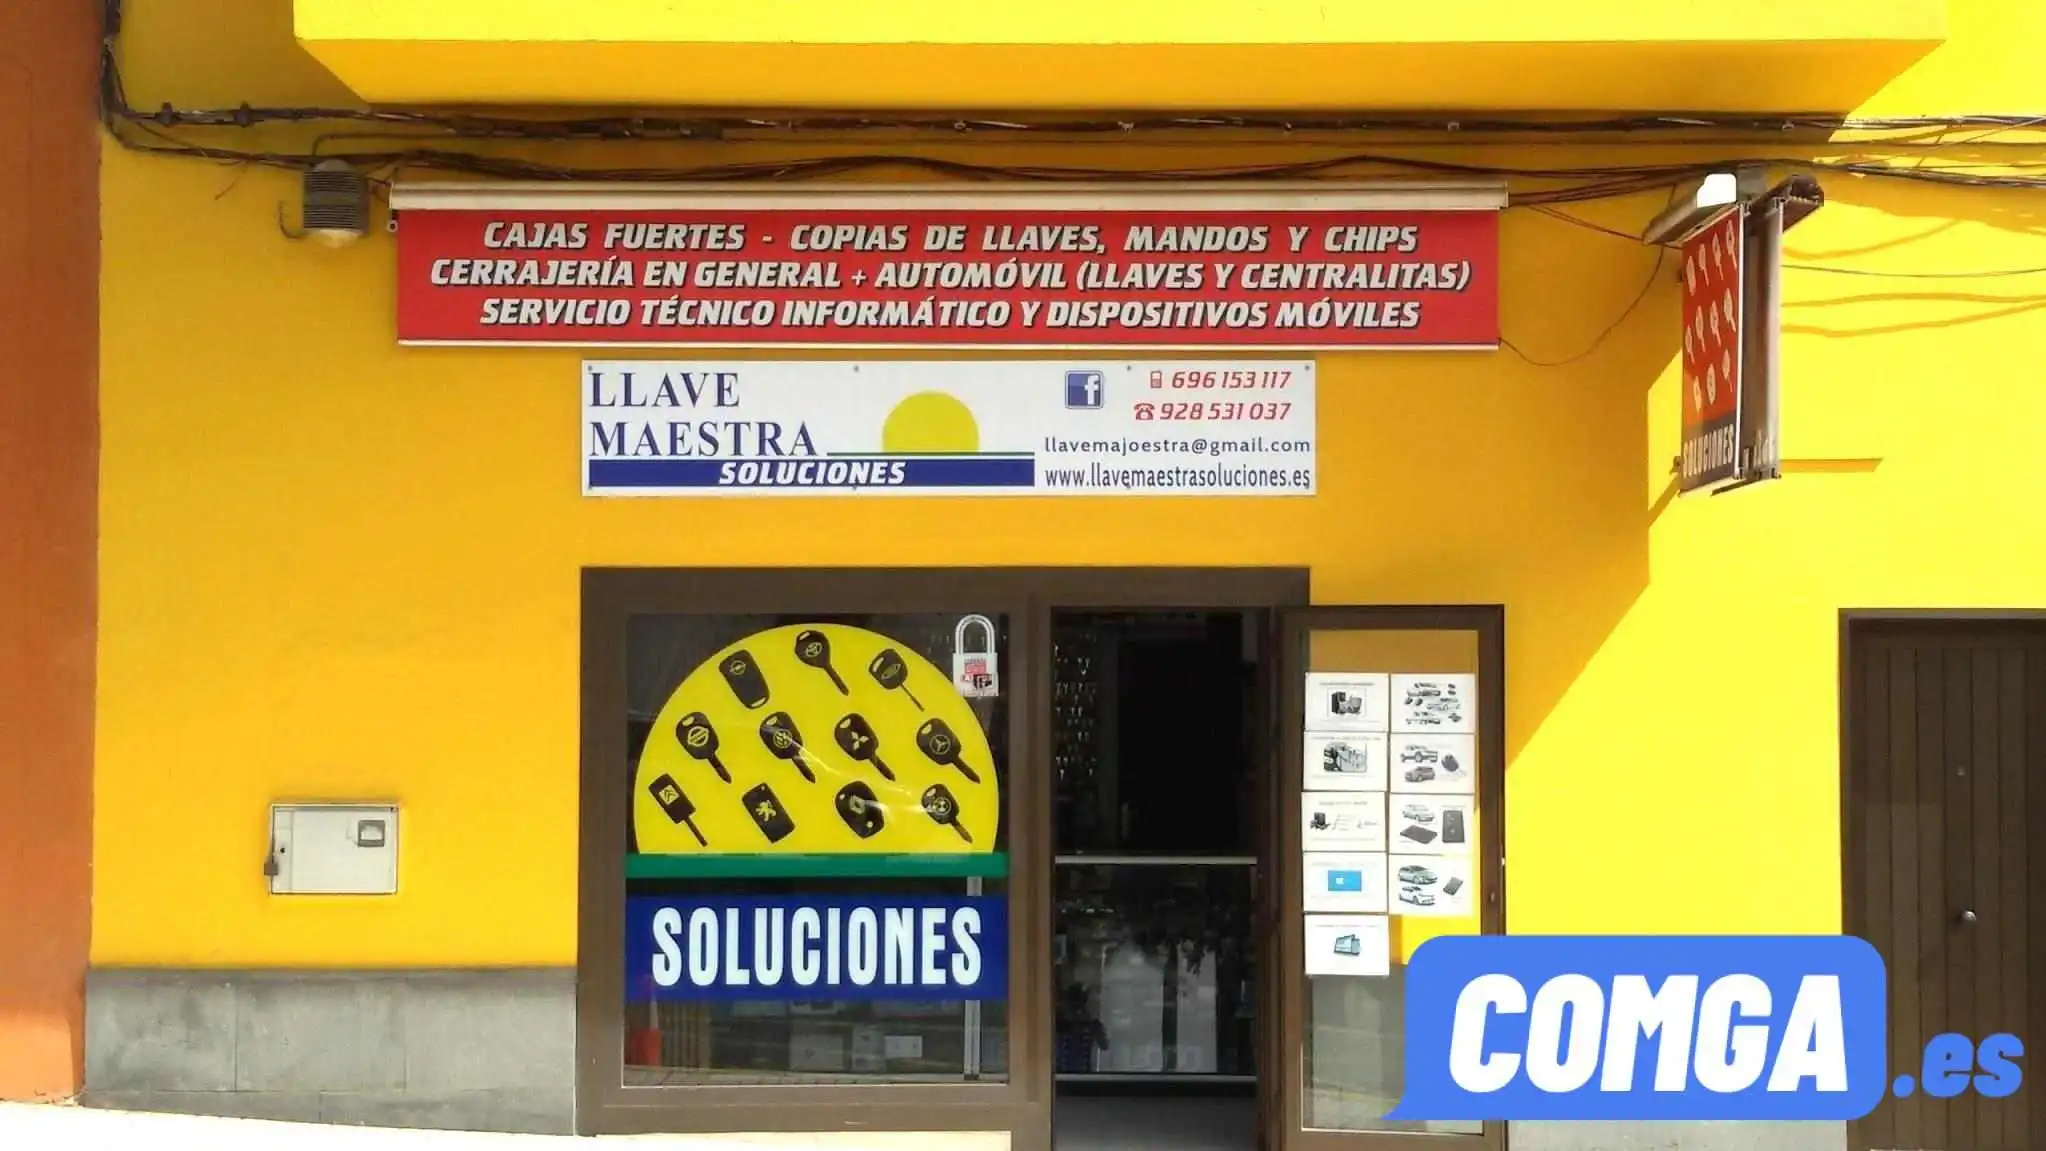 CAJAS FUERTES - COPIAS DE LLAVES, MANDOS Y CHIPS
CERRAJERÍA EN GENERAL + AUTOMÓVIL (LLAVES Y CENTRALITAS)
SERVICIO TÉCNICO INFORMÁTICO Y DISPOSITIVOS MÓVILES
LLAVE
MAESTRA
SOLUCIONES
696 153 117
928 531 037
llavemajoestra@gmail.com
www.llavemaestrasoluciones.es
SOLUCIONES
SOLUCIONES
COMGA.es